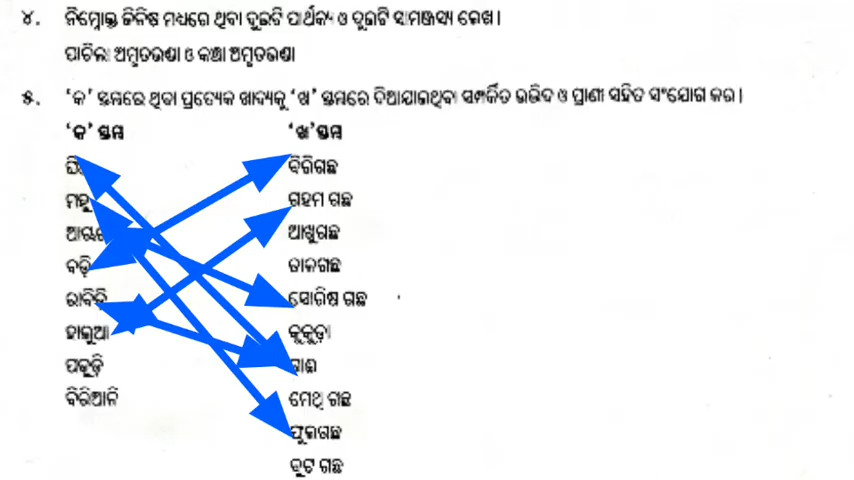 ୪. ନିମ୍ନୋକ୍ତ ଜିନିଷ ମଧ୍ୟରେ ଥିବା ଦୁଇଟି ପାର୍ଥକ୍ୟ ଓ ଦୁଇଟି ସାମଞ୍ଜସ୍ୟ ଲେଖ।
ପାଚିଲା ଅମୃତଭଣ୍ଡା ଓ କଞ୍ଚା ଅମୃତଭଣ୍ଡା
୫. ‘କ’ ସ୍ତମ୍ଭରେ ଥିବା ପ୍ରତ୍ୟେକ ଖାଦ୍ୟକୁ ‘ଖ’ ସ୍ତମ୍ଭରେ ଦିଆଯାଇଥିବା ସମ୍ପର୍କିତ ଉଦ୍ଭିଦ ଓ ପ୍ରାଣୀ ସହିତ ସଂଯୋଗ କର।
‘କ’ ସ୍ତମ୍ଭ ‘ଖ’ ସ୍ତମ୍ଭ
ବିରିଗଛ
ମହୁ ଗହମ ଗଛ
ଆଖୁଗଛ
ବଡ଼ି ତାଳଗଛ
ରାବିଡ଼ି ସୋରିଷ ଗଛ
ହାଲୁଆ କୁକୁଡ଼ା
ପକୁଡ଼ି
ବିରିଆନି ମେଥି ଗଛ
ଫୁଲଗଛ
ବୁଟ ଗଛ